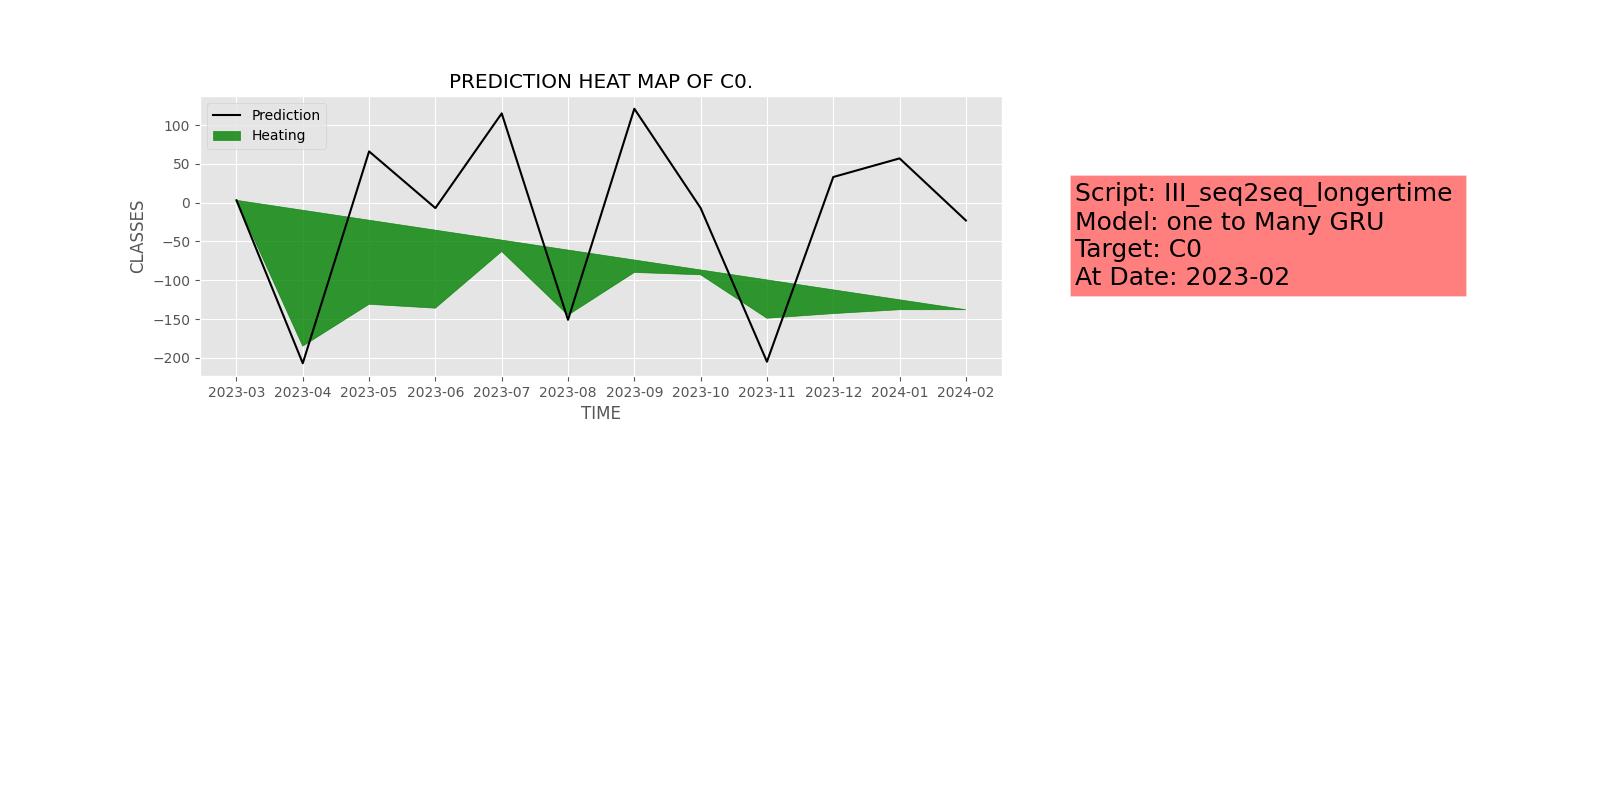 PREDICTION HEAT MAP OF C0.
Prediction
Heating
100
50
0
−50
−100
−150
−200
CLASSES
2023-03 2023-04 2023-05 2023-06 2023-07 2023-08 2023-09 2023-10 2023-11 2023-12 2024-01 2024-02
TIME
Script: III_seq2seq_longertime
Model: one to Many GRU
Target: C0
At Date: 2023-02